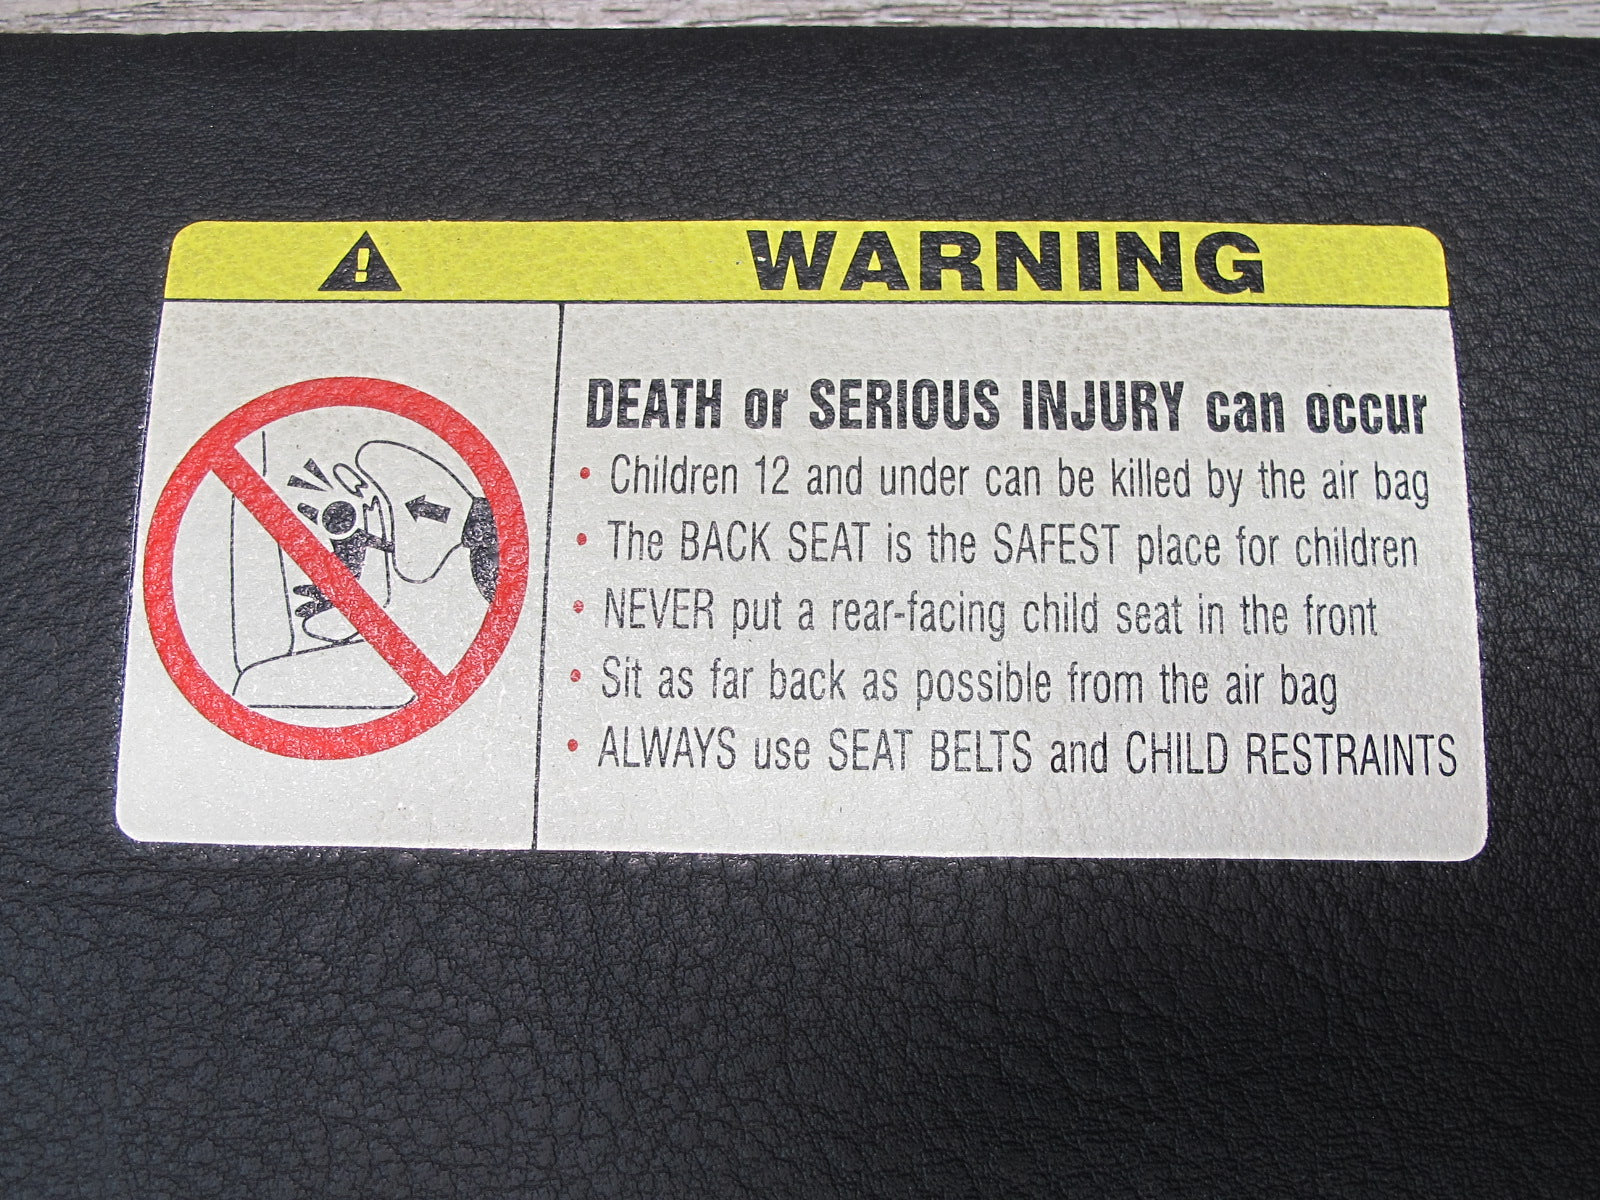 WARNING
DEATH or SERIOUS INJURY can occur
• Children 12 and under can be killed by the air bag
• The BACK SEAT is the SAFEST place for children
• NEVER put a rear-facing child seat in the front
• Sit as far back as possible from the air bag
• ALWAYS use SEAT BELTS and CHILD RESTRAINTS